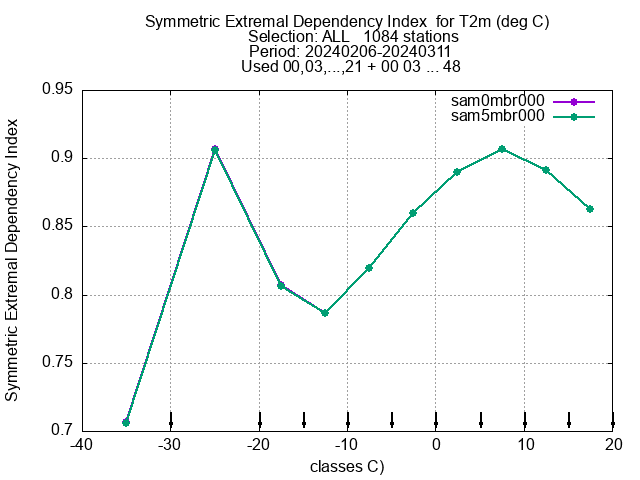 Symmetric Extremal Dependency Index  for T2m (deg C)
Selection: ALL   1084 stations
Period: 20240206-20240311
Used 00,03,...,21 + 00 03 ... 48
sam0mbr000
sam5mbr000
Symmetric Extremal Dependency Index
0.95
0.9
0.85
0.8
0.75
0.7
-40 -30 -20 -10 0 10 20
classes C)